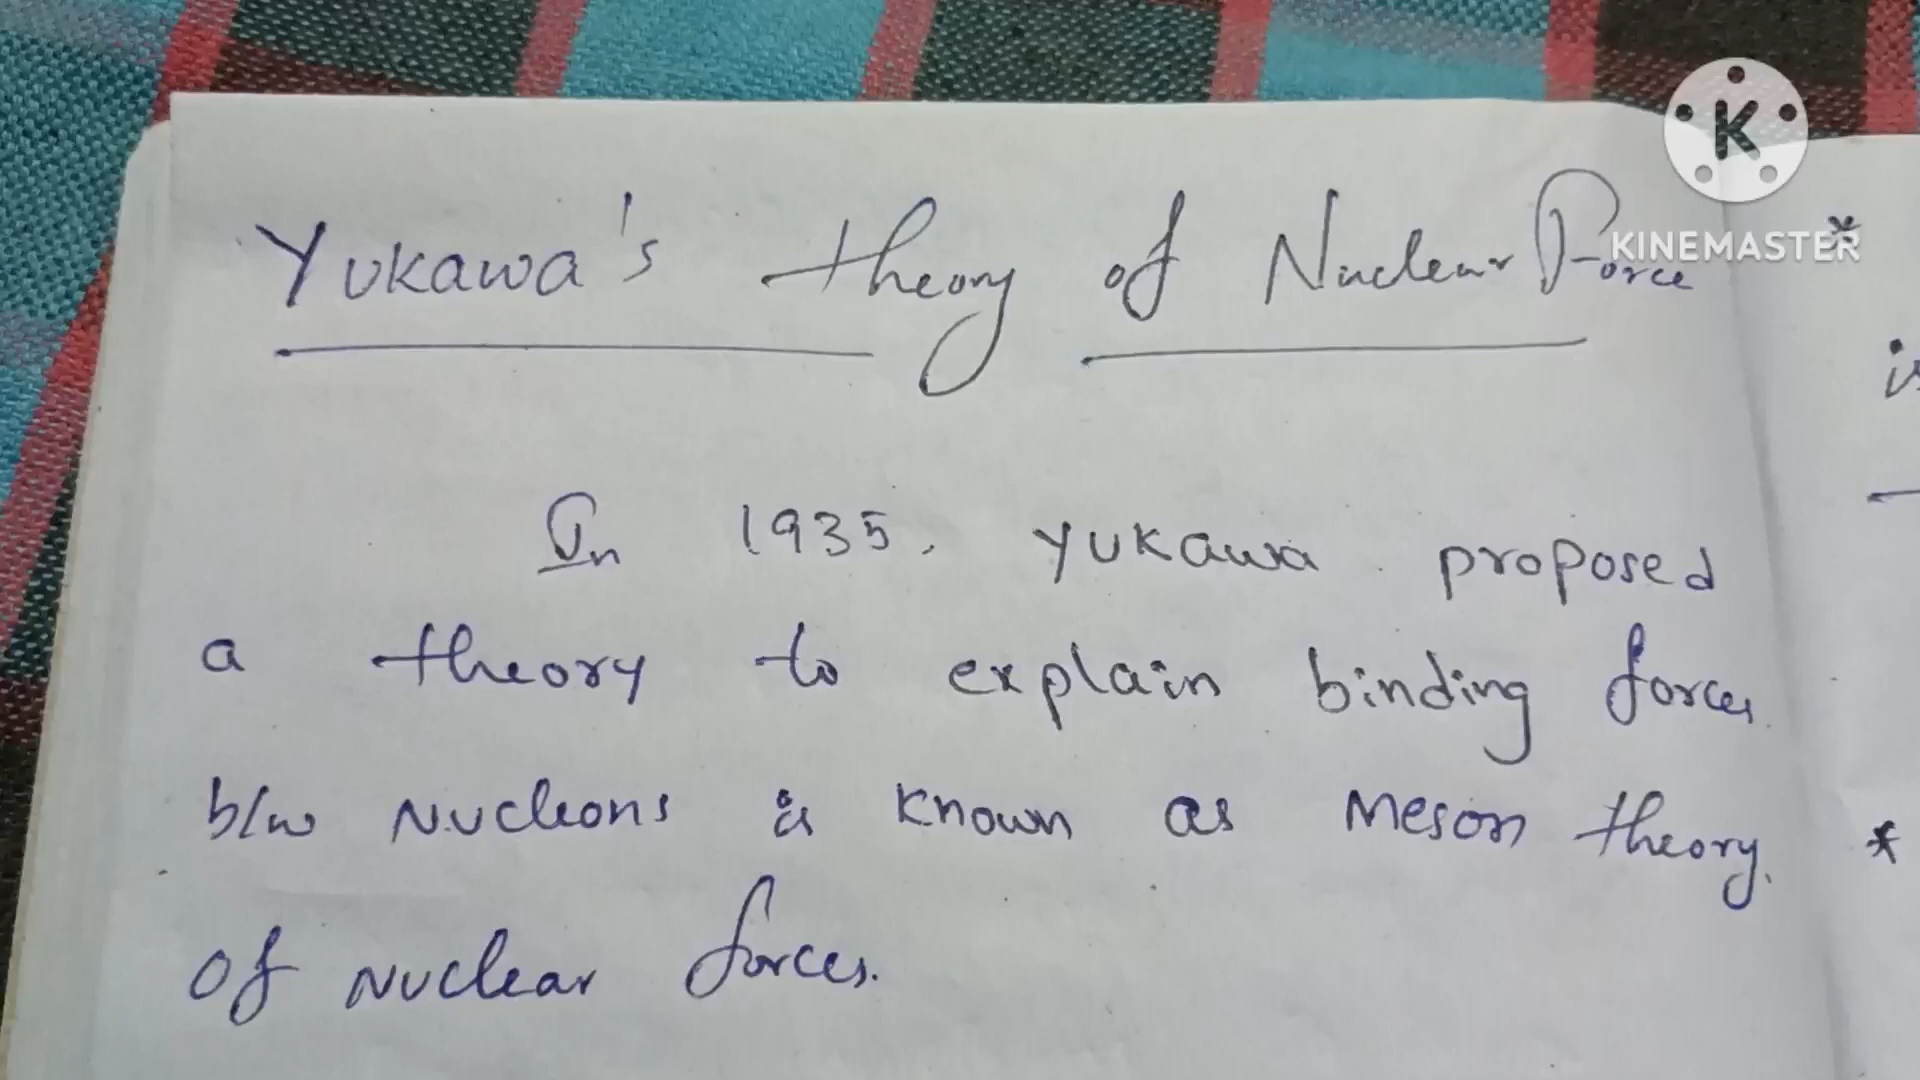 KINEMASTER
Yukawa's theory of Nuclear Force
In 1935, Yukawa proposed
a theory to explain binding forces
b/w Nucleons is known as Meson theory.
of Nuclear forces.